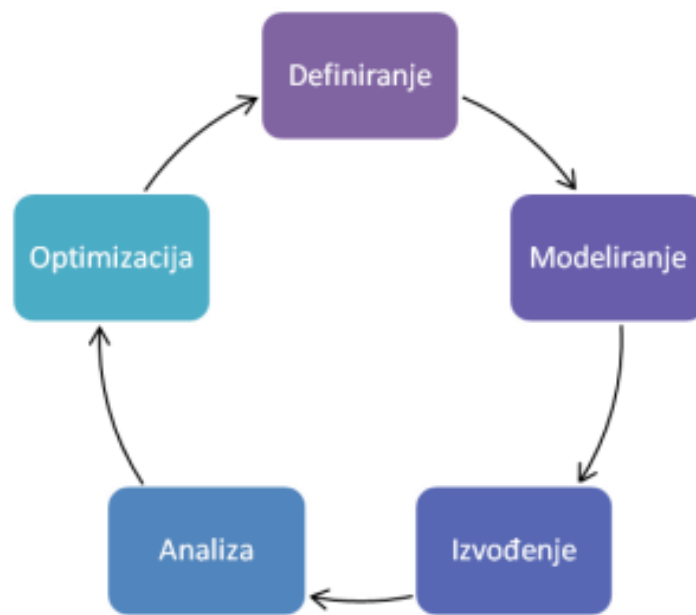 Definiranje
Modeliranje
Izvođenje
Analiza
Optimizacija